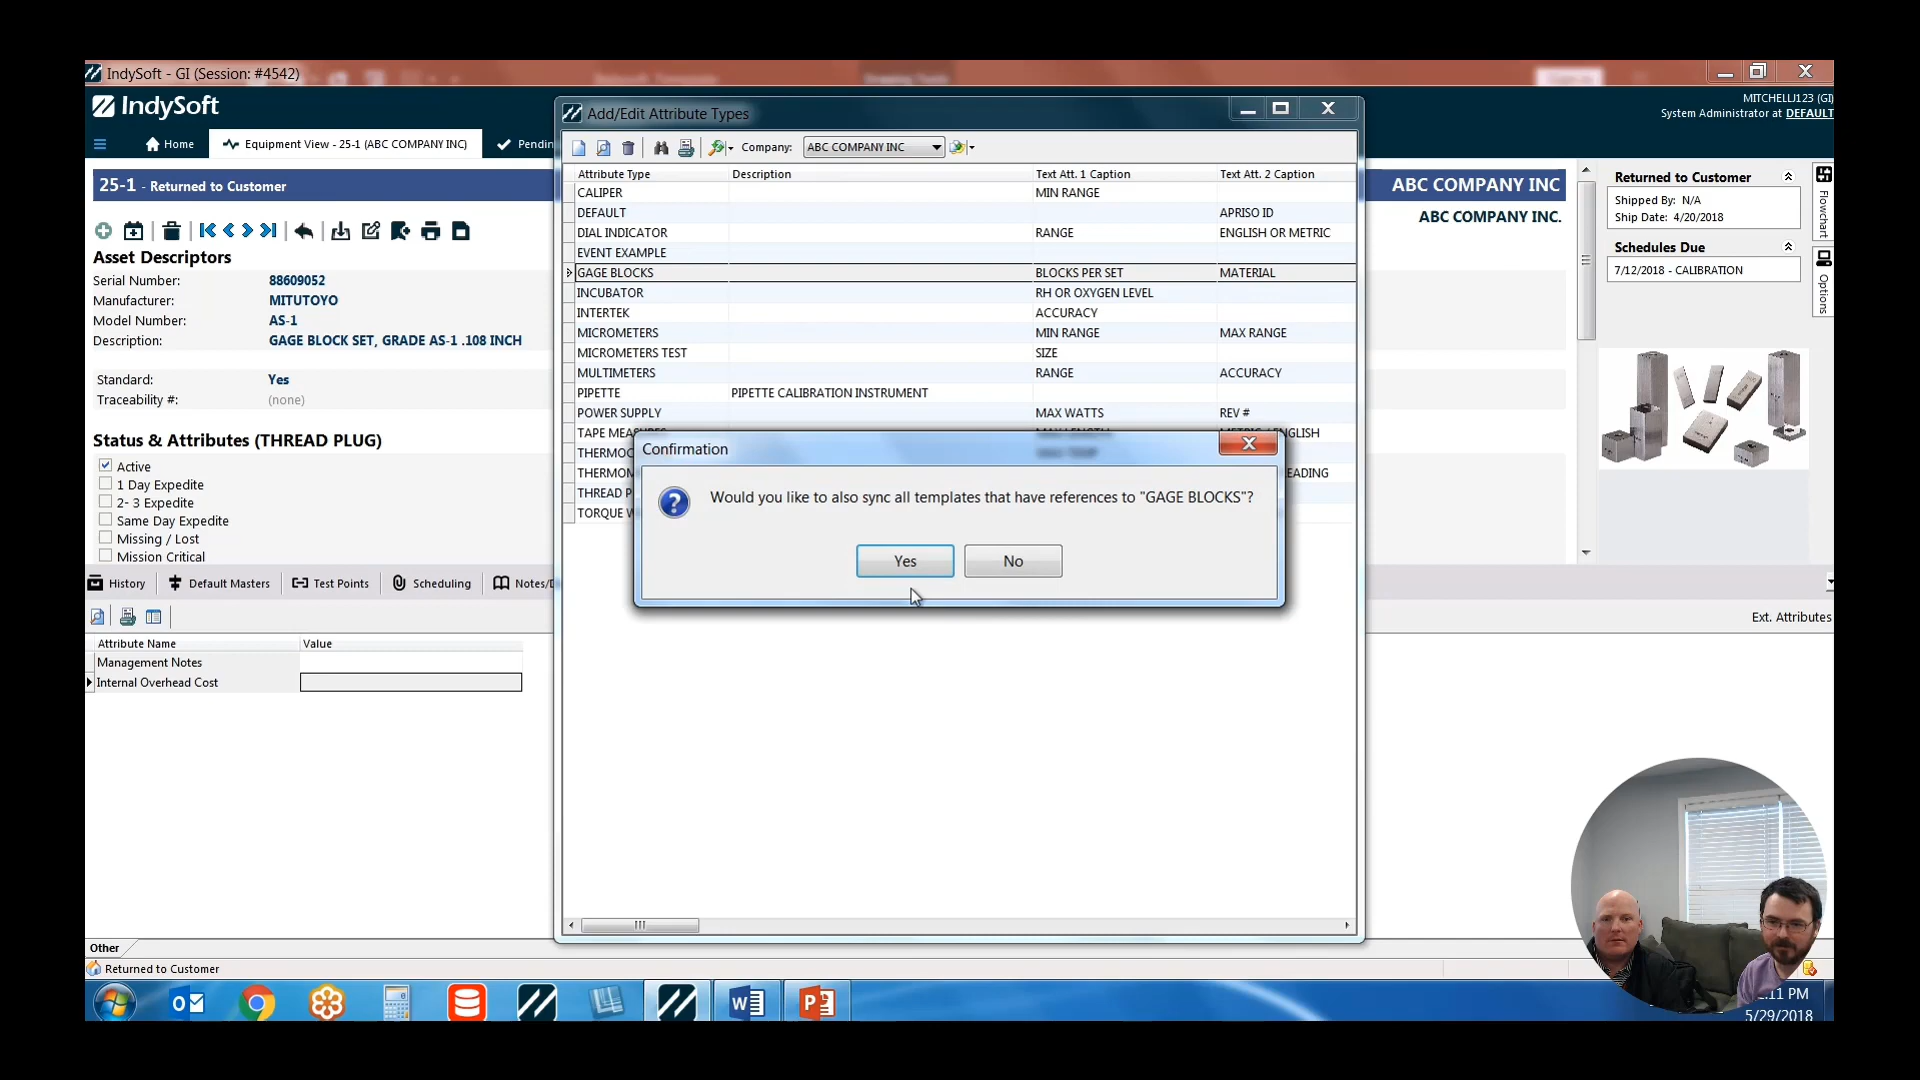 IndySoft - GI (Session: #4542)
IndySoft
MITCHELLJ123 (GI)
System Administrator at DEFAULT
Home
Equipment View - 25-1 (ABC COMPANY INC)
Pendin
25-1 - Returned to Customer
ABC COMPANY INC
ABC COMPANY INC.
Asset Descriptors
Serial Number: 88609052
Manufacturer: MITUTOYO
Model Number: AS-1
Description: GAGE BLOCK SET, GRADE AS-1 .108 INCH
Standard: Yes
Traceability #: (none)
Status & Attributes (THREAD PLUG)
Active
1 Day Expedite
2- 3 Expedite
Same Day Expedite
Missing / Lost
Mission Critical
History
Default Masters
Test Points
Scheduling
Notes/D
Attribute Name Value
Management Notes
Internal Overhead Cost
Other
Returned to Customer
Add/Edit Attribute Types
Company: ABC COMPANY INC
Attribute Type Description Text Att. 1 Caption Text Att. 2 Caption
CALIPER MIN RANGE
DEFAULT APRISO ID
DIAL INDICATOR RANGE ENGLISH OR METRIC
EVENT EXAMPLE
GAGE BLOCKS BLOCKS PER SET MATERIAL
INCUBATOR RH OR OXYGEN LEVEL
INTERTEK ACCURACY
MICROMETERS MIN RANGE MAX RANGE
MICROMETERS TEST SIZE
MULTIMETERS RANGE ACCURACY
PIPETTE PIPETTE CALIBRATION INSTRUMENT
POWER SUPPLY MAX WATTS REV #
TAPE MEASURES MAX LENGTH METRIC / ENGLISH
THERMOC
THERMOM EADING
THREAD P
TORQUE W
Confirmation
Would you like to also sync all templates that have references to "GAGE BLOCKS"?
Yes
No
Returned to Customer
Shipped By: N/A
Ship Date: 4/20/2018
Schedules Due
7/12/2018 - CALIBRATION
Flowchart
Options
Ext. Attributes
:11 PM
5/29/2018